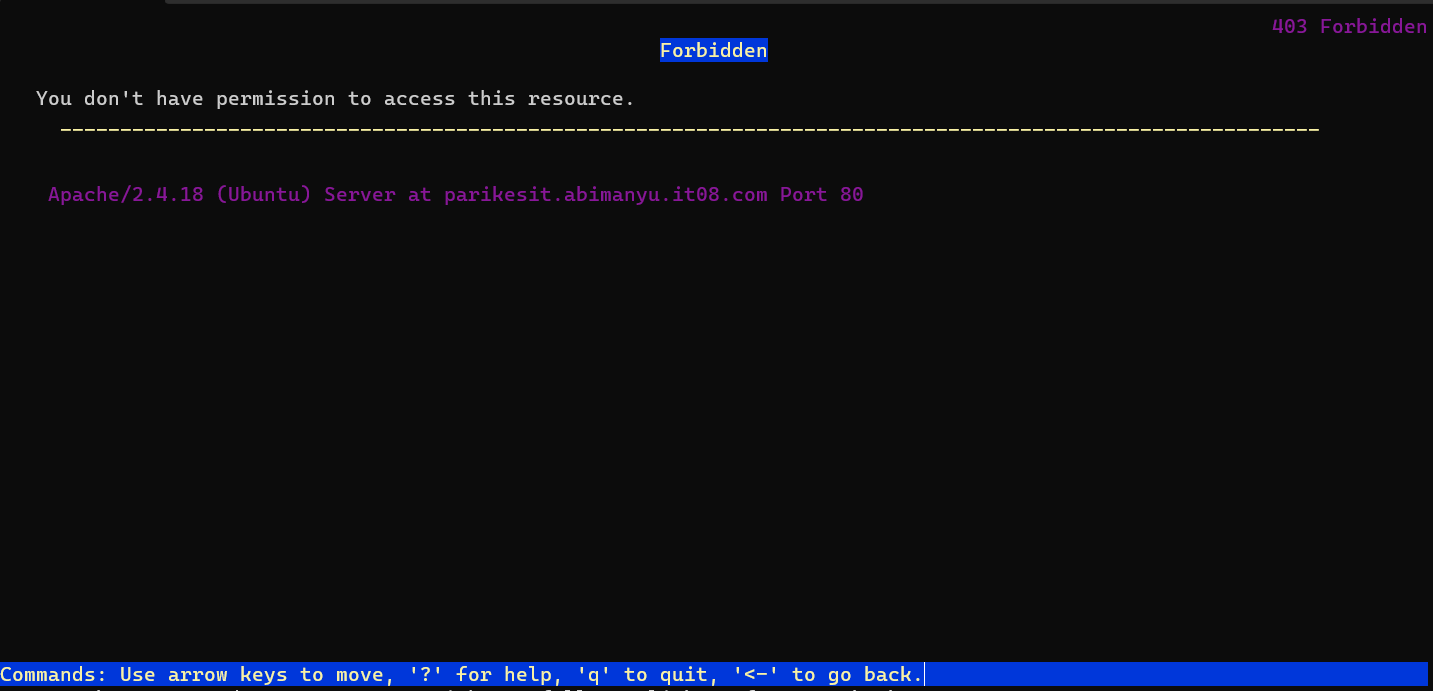 403 Forbidden
Forbidden
You don't have permission to access this resource.
Apache/2.4.18 (Ubuntu) Server at parikesit.abimanyu.it08.com Port 80
Commands: Use arrow keys to move, '?' for help, 'q' to quit, '<-' to go back.